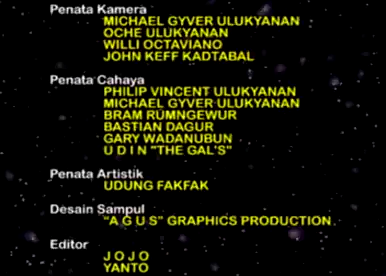 Penata Kamera
MICHAEL GYVER ULUKYANAN
OCHE ULUKYANAN
WILLI OCTAVIANO
JOHN KEFF KADTABAL
Penata Cahaya
PHILIP VINCENT ULUKYANAN
MICHAEL GYVER ULUKYANAN
BRAM RUMNGEWUR
BASTIAN DAGUR
GARY WADANUBUN
U D I N "THE GAL'S"
Penata Artistik
UDUNG FAKFAK
Desain Sampul
"A G U S" GRAPHICS PRODUCTION
Editor
J O J O
YANTO